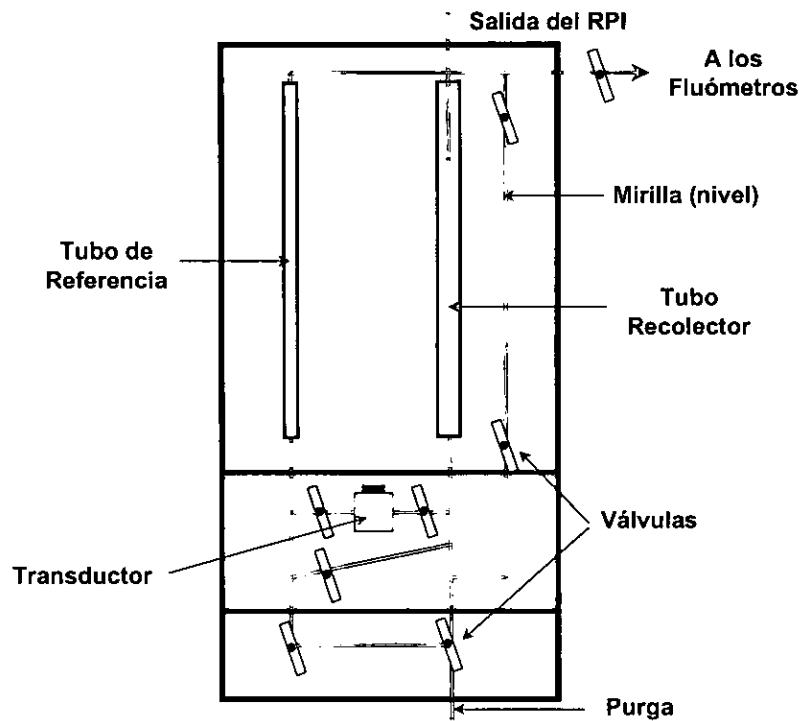 Salida del RPI
A los
Fluómetros
Mirilla (nivel)
Tubo de
Referencia
Tubo
Recolector
Válvulas
Transductor
Purga